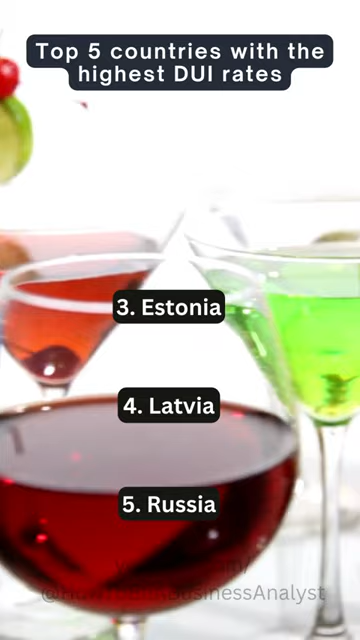 Top 5 countries with the
highest DUI rates
3. Estonia
4. Latvia
5. Russia